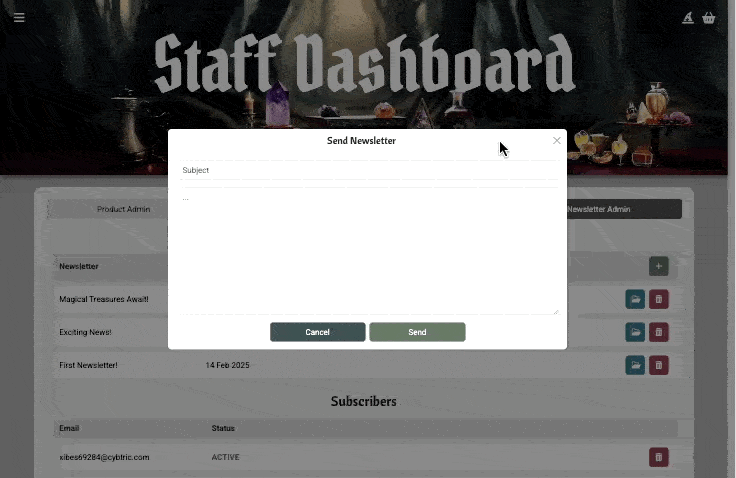 Staff Dashboard
Send Newsletter
Subject
...
Product Admin
Newsletter Admin
Newsletter
+
Magical Treasures Await!
Exciting News!
Cancel Send
First Newsletter! 14 Feb 2025
Subscribers
Email Status
xibes69284@cybtric.com ACTIVE